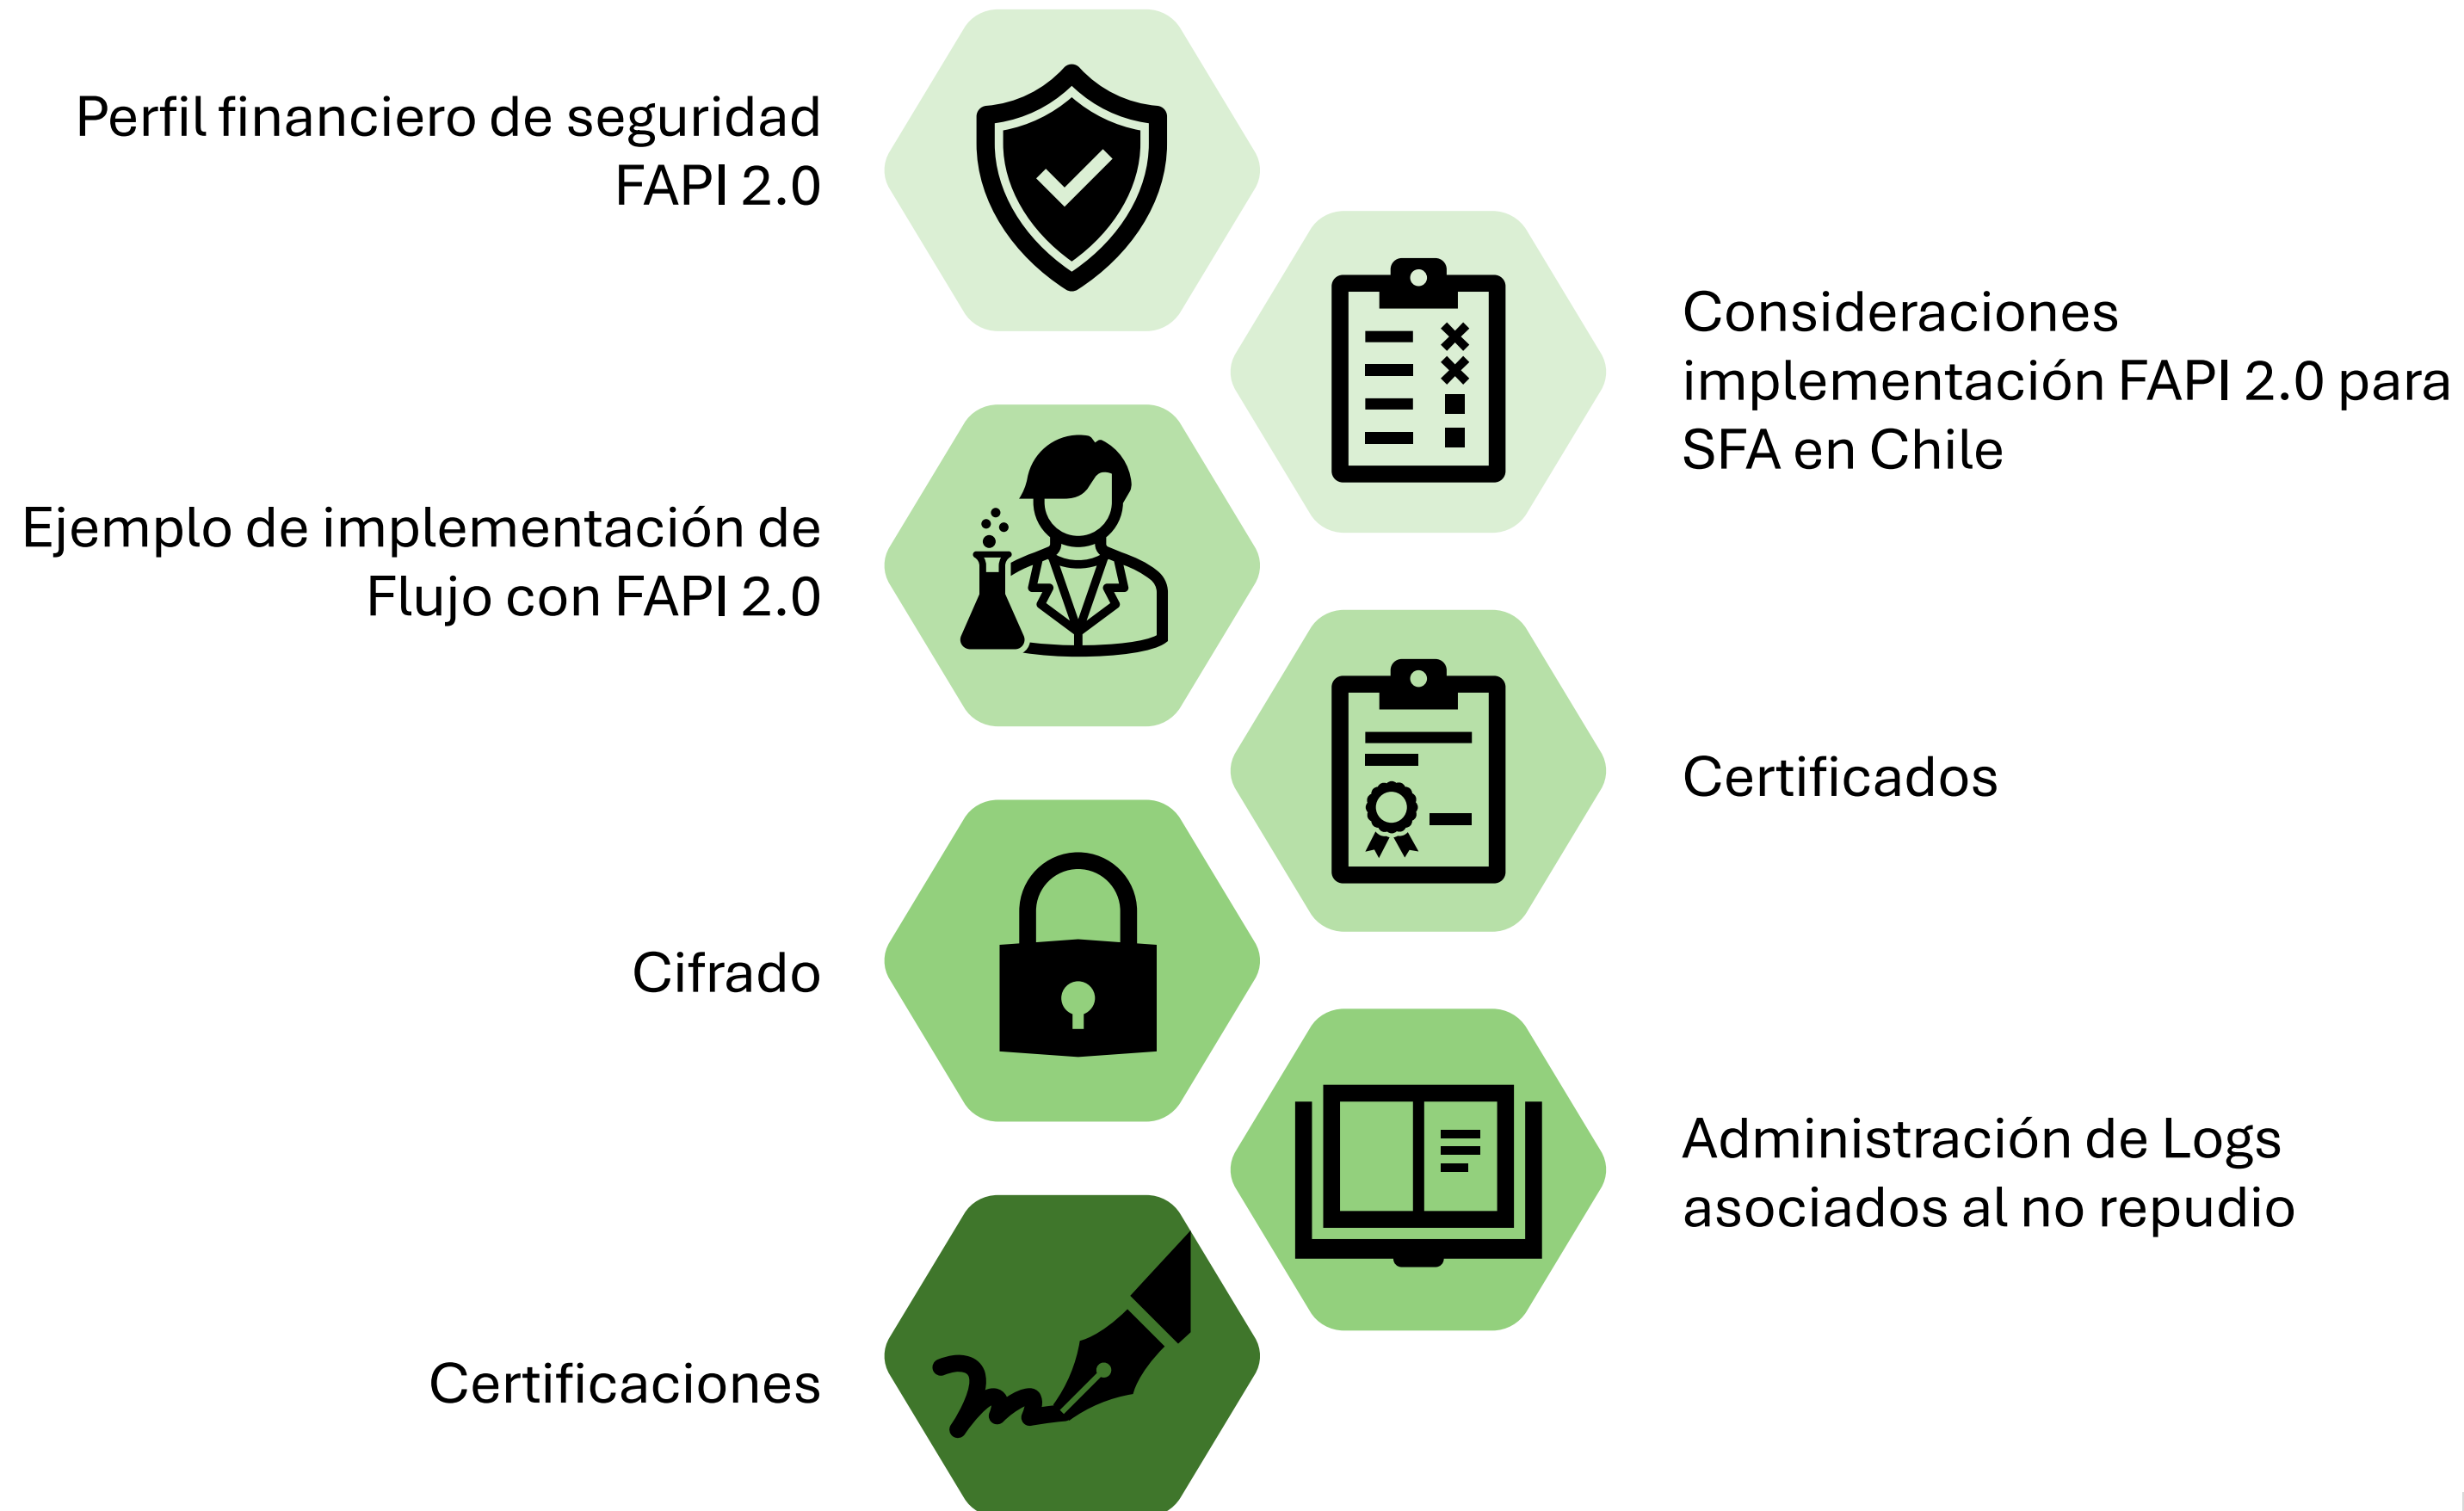 Perfil financiero de seguridad
FAPI 2.0
Consideraciones
implementación FAPI 2.0 para
SFA en Chile
Ejemplo de implementación de
Flujo con FAPI 2.0
Certificados
Cifrado
Administración de Logs
asociados al no repudio
Certificaciones